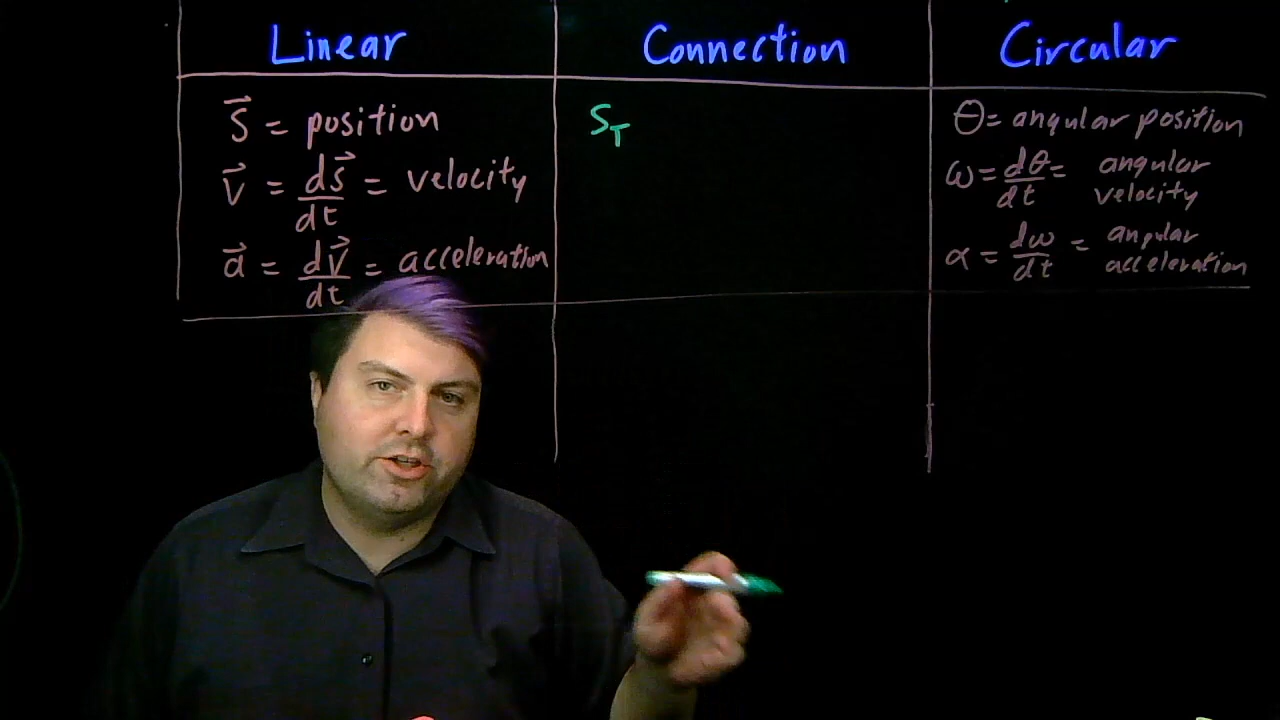 Linear Connection Circular
s⃗ = position
v⃗ = ds⃗/dt = velocity
a⃗ = dv⃗/dt = acceleration
S_T
θ = angular position
ω = dθ/dt = angular velocity
α = dω/dt = angular acceleration